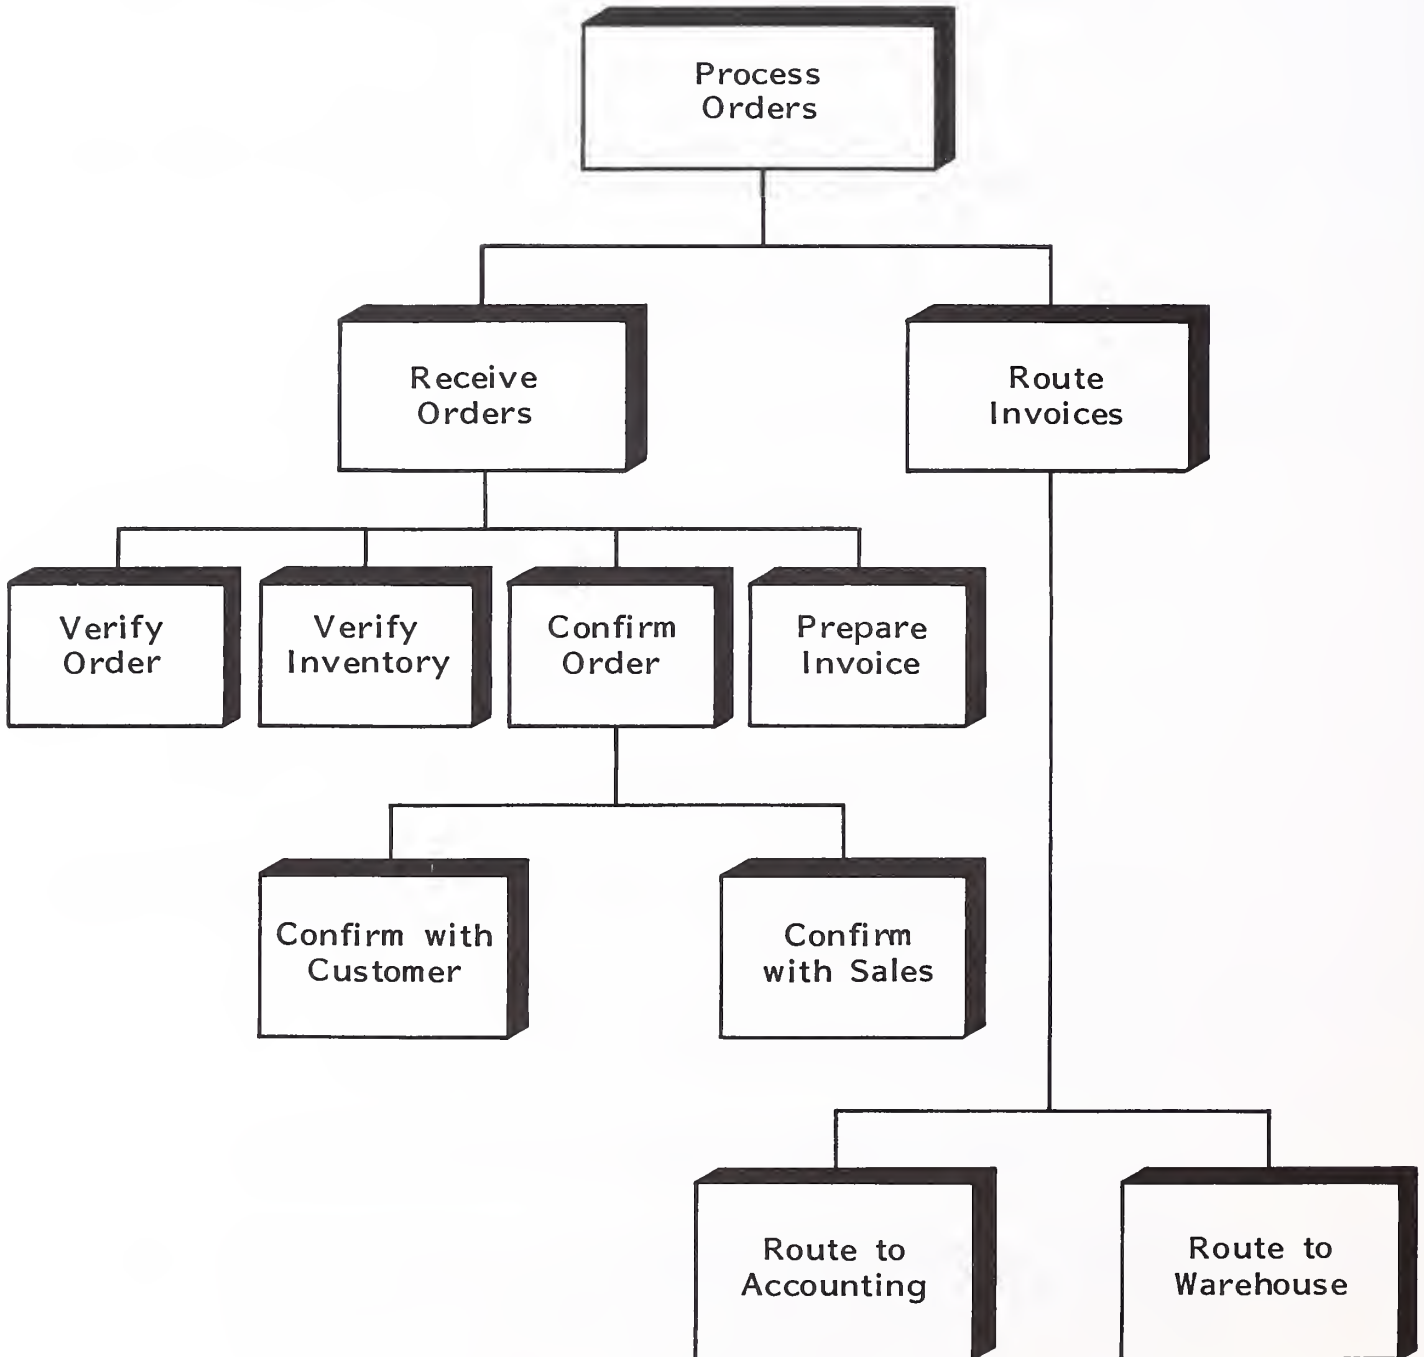 Process
Orders
Receive
Orders
Route
Invoices
Verify
Order
Verify
Inventory
Confirm
Order
Prepare
Invoice
Confirm with
Customer
Confirm
with Sales
Route to
Accounting
Route to
Warehouse